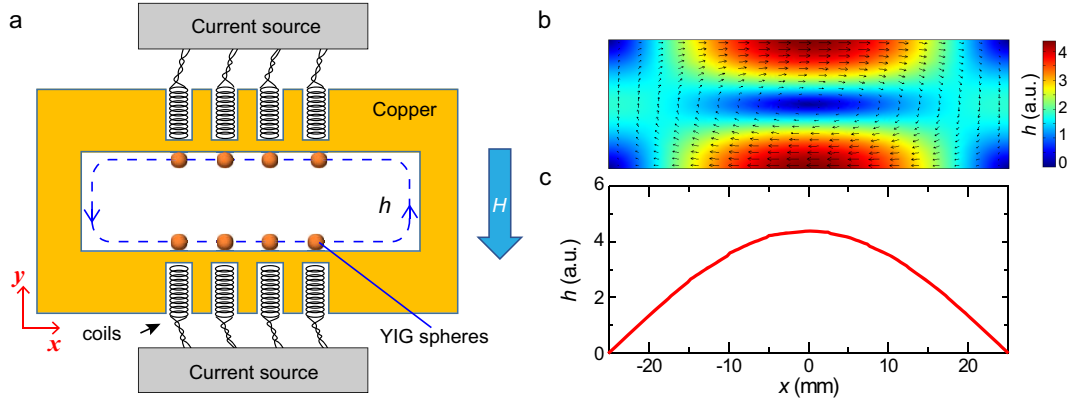 a
Current source
Copper
h
H
y
x
coils
YIG spheres
Current source
b
4
3
2
1
0
h (a.u.)
c
6
4
2
0
h (a.u.)
-20
-10
0
10
20
x (mm)